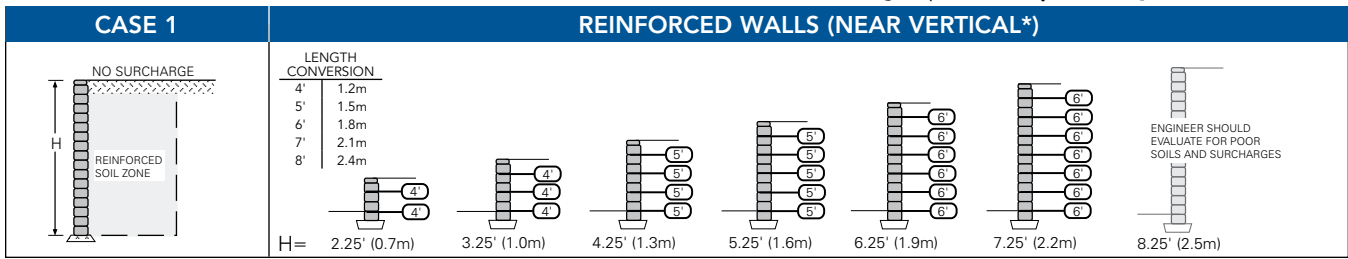 CASE 1
REINFORCED WALLS (NEAR VERTICAL*)
NO SURCHARGE
H
REINFORCED
SOIL ZONE
LENGTH
CONVERSION
4' 1.2m
5' 1.5m
6' 1.8m
7' 2.1m
8' 2.4m
4'
4'
4'
4'
4'
5'
5'
5'
5'
5'
5'
5'
5'
5'
6'
6'
6'
6'
6'
6'
6'
6'
6'
6'
6'
6'
6'
ENGINEER SHOULD
EVALUATE FOR POOR
SOILS AND SURCHARGES
H= 2.25' (0.7m) 3.25' (1.0m) 4.25' (1.3m) 5.25' (1.6m) 6.25' (1.9m) 7.25' (2.2m) 8.25' (2.5m)